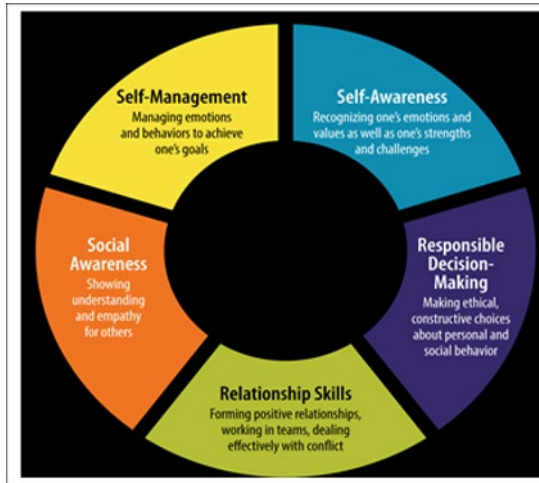 Self-Management
Managing emotions
and behaviors to achieve
one's goals
Self-Awareness
Recognizing one's emotions and
values as well as one's strengths
and challenges
Social
Awareness
Showing
understanding
and empathy
for others
Responsible
Decision-
Making
Making ethical,
constructive choices
about personal and
social behavior
Relationship Skills
Forming positive relationships,
working in teams, dealing
effectively with conflict